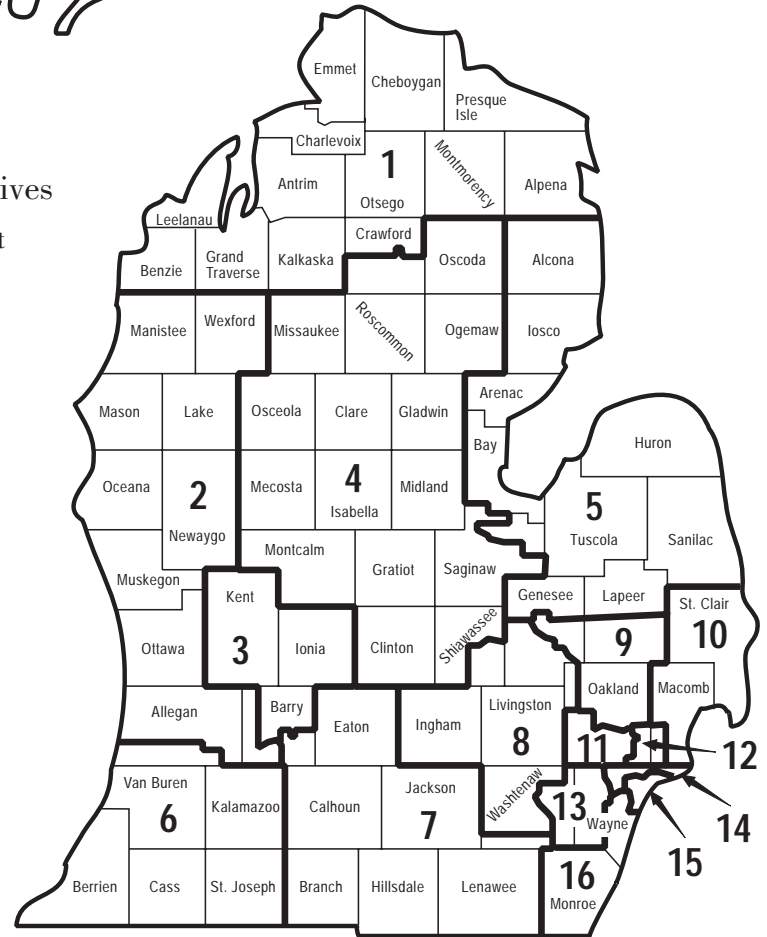 ives
t
Emmet
Cheboygan
Presque
Isle
Charlevoix
1
Montmorency
Antrim
Otsego
Alpena
Leelanau
Crawford
Benzie
Grand
Traverse
Kalkaska
Oscoda
Alcona
Manistee
Wexford
Missaukee
Roscommon
Ogemaw
Iosco
Arenac
Mason
Lake
Osceola
Clare
Gladwin
Bay
Huron
Oceana
2
Mecosta
4
Isabella
Midland
5
Newaygo
Tuscola
Sanilac
Montcalm
Gratiot
Saginaw
Muskegon
Kent
Genesee
Lapeer
St. Clair
Ottawa
3
Ionia
Clinton
Shiawassee
9
10
Oakland
Macomb
Allegan
Barry
Eaton
Ingham
Livingston
8
11
12
Van Buren
6
Kalamazoo
Calhoun
Jackson
7
Washtenaw
13
Wayne
14
15
Berrien
Cass
St. Joseph
Branch
Hillsdale
Lenawee
16
Monroe